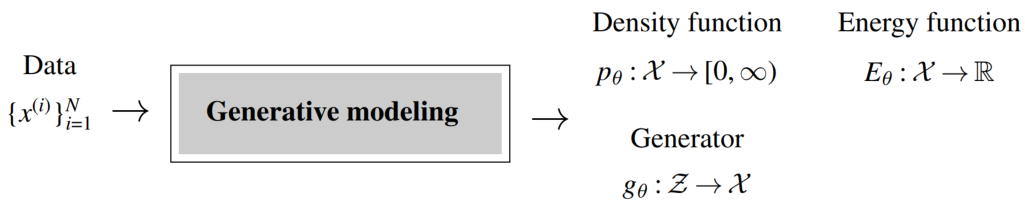 Density function
Energy function
Data
p_θ : 𝒳 → [0, ∞)
E_θ : 𝒳 → ℝ
{x^(i)}_{i=1}^N → 
Generative modeling
→
Generator
g_θ : 𝒵 → 𝒳